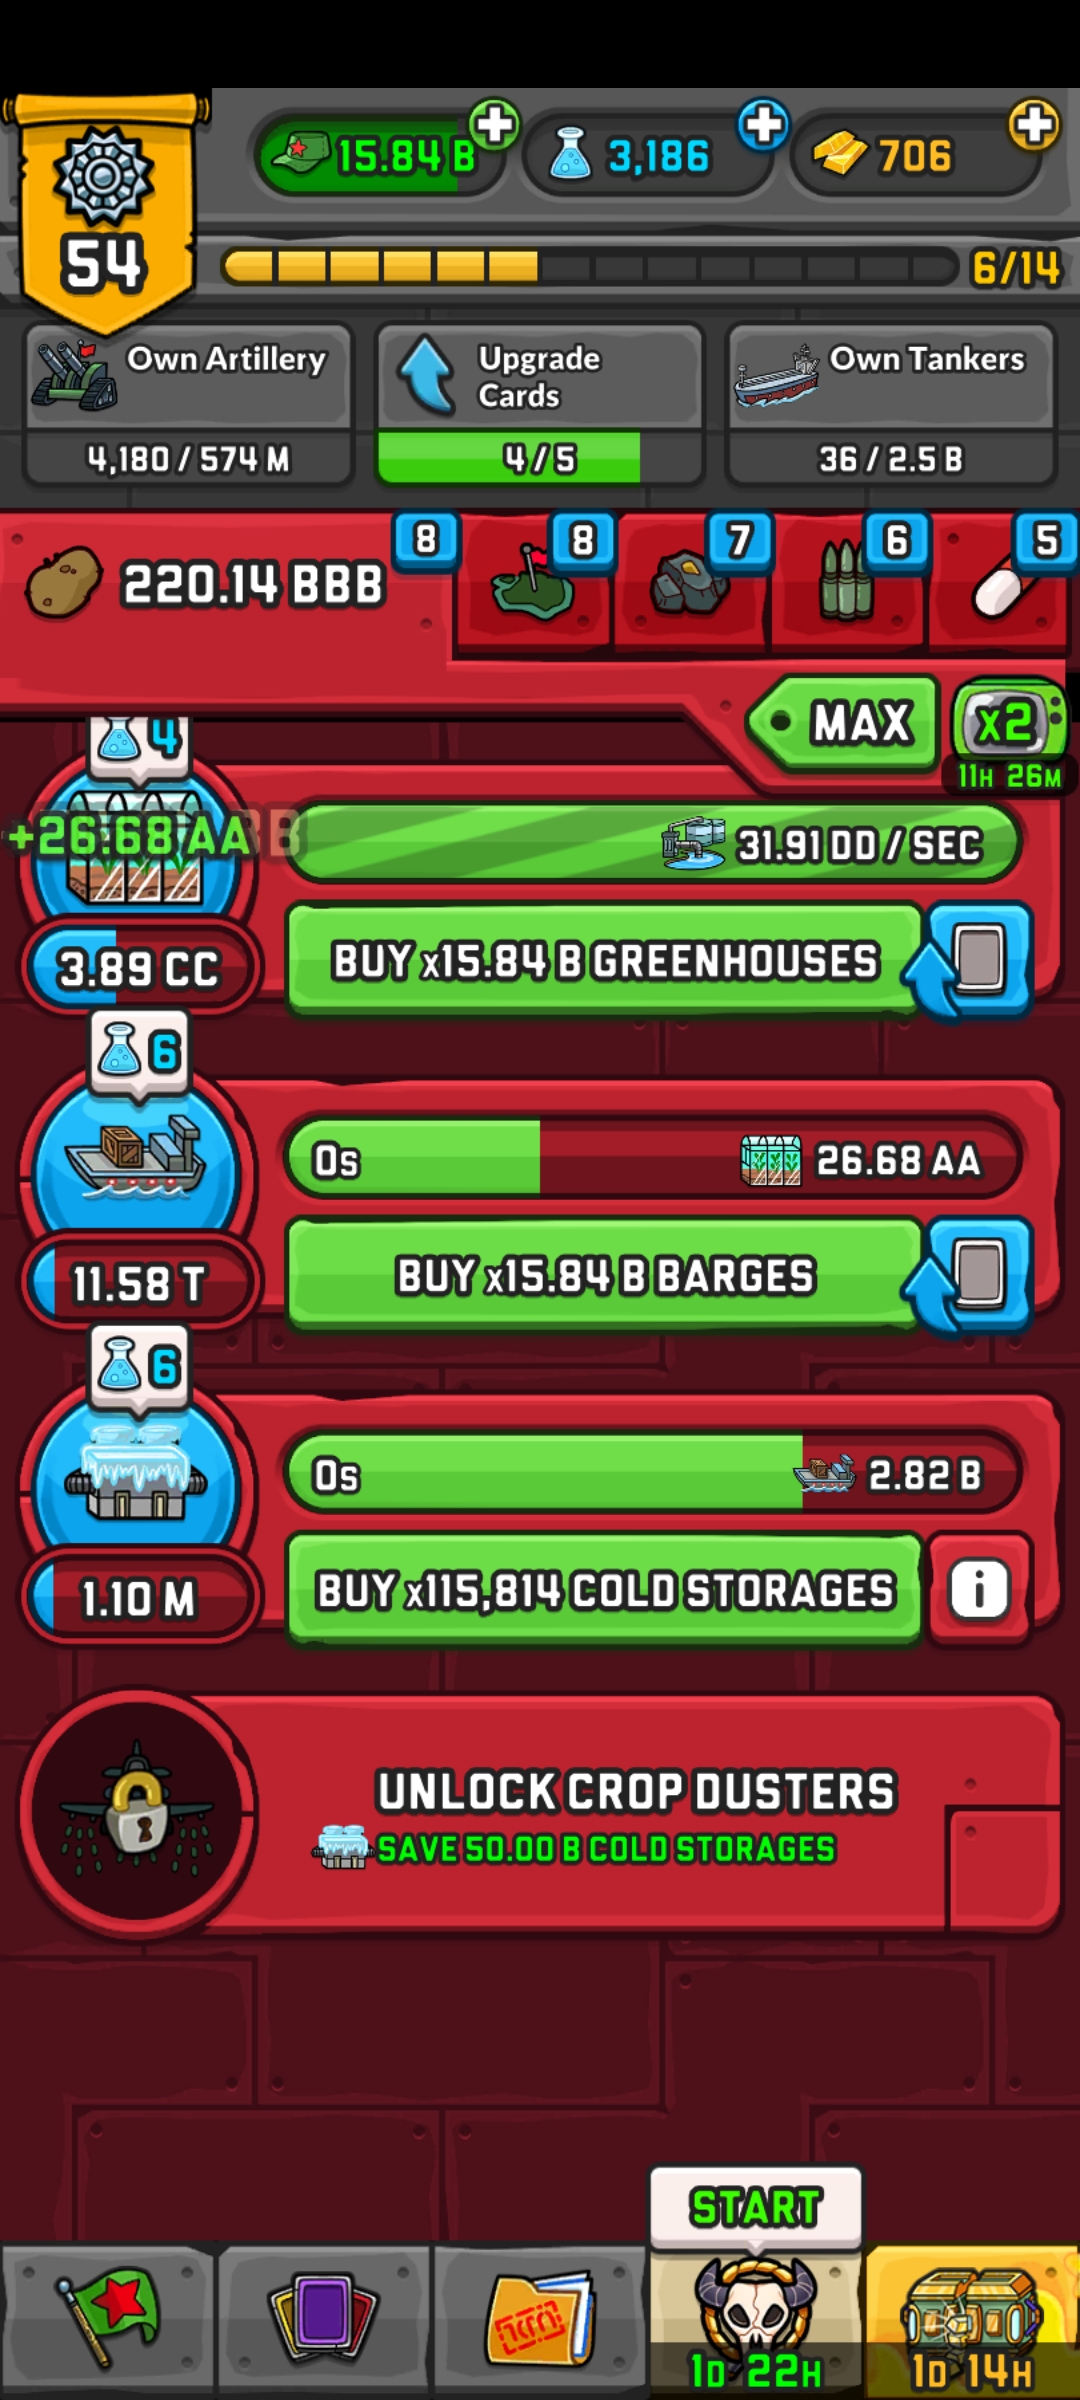 15.84 B
3,186
706
54
6/14
Own Artillery
4,180 / 574 M
Upgrade
Cards
4 / 5
Own Tankers
36 / 2.5 B
220.14 BBB
8
8
7
6
5
MAX
x2
11H 26M
4
+26.68 AA
31.91 DD / SEC
3.89 CC
BUY x15.84 B GREENHOUSES
6
0s
26.68 AA
11.58 T
BUY x15.84 B BARGES
6
0s
2.82 B
1.10 M
BUY x115,814 COLD STORAGES
i
UNLOCK CROP DUSTERS
SAVE 50.00 B COLD STORAGES
START
1D 22H
1D 14H